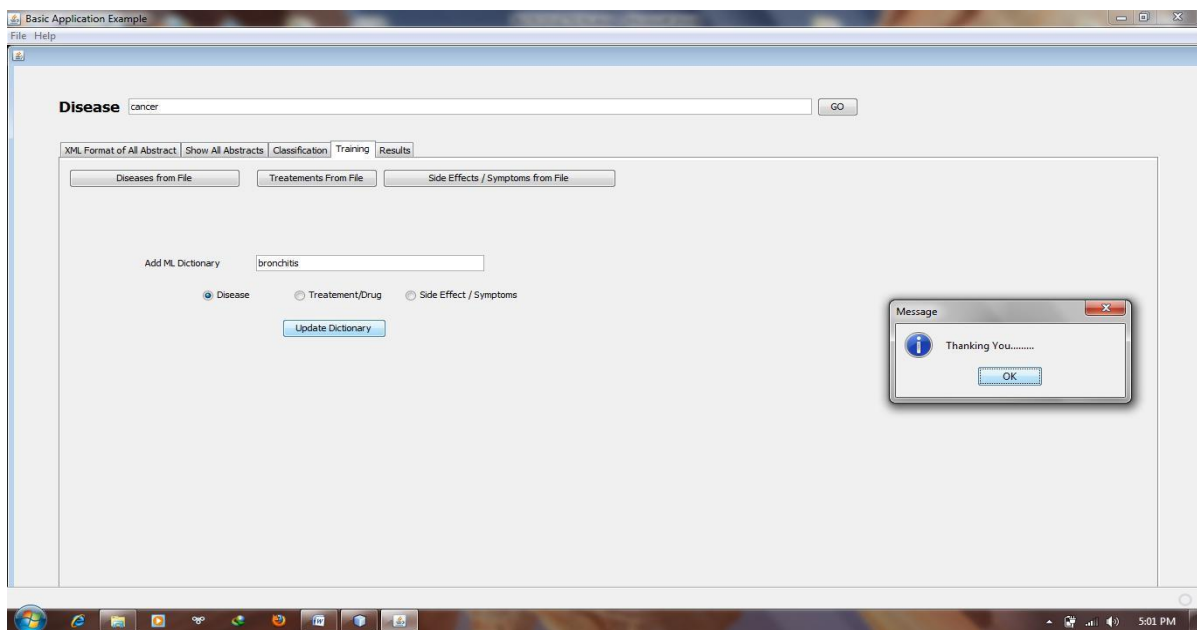 Basic Application Example
File Help
Disease cancer GO
XML Format of All Abstract Show All Abstracts Classification Training Results
Diseases from File Treatements From File Side Effects / Symptoms from File
Add ML Dictionary bronchitis
Disease Treatement/Drug Side Effect / Symptoms
Update Dictionary
Message
Thanking You.........
OK
5:01 PM